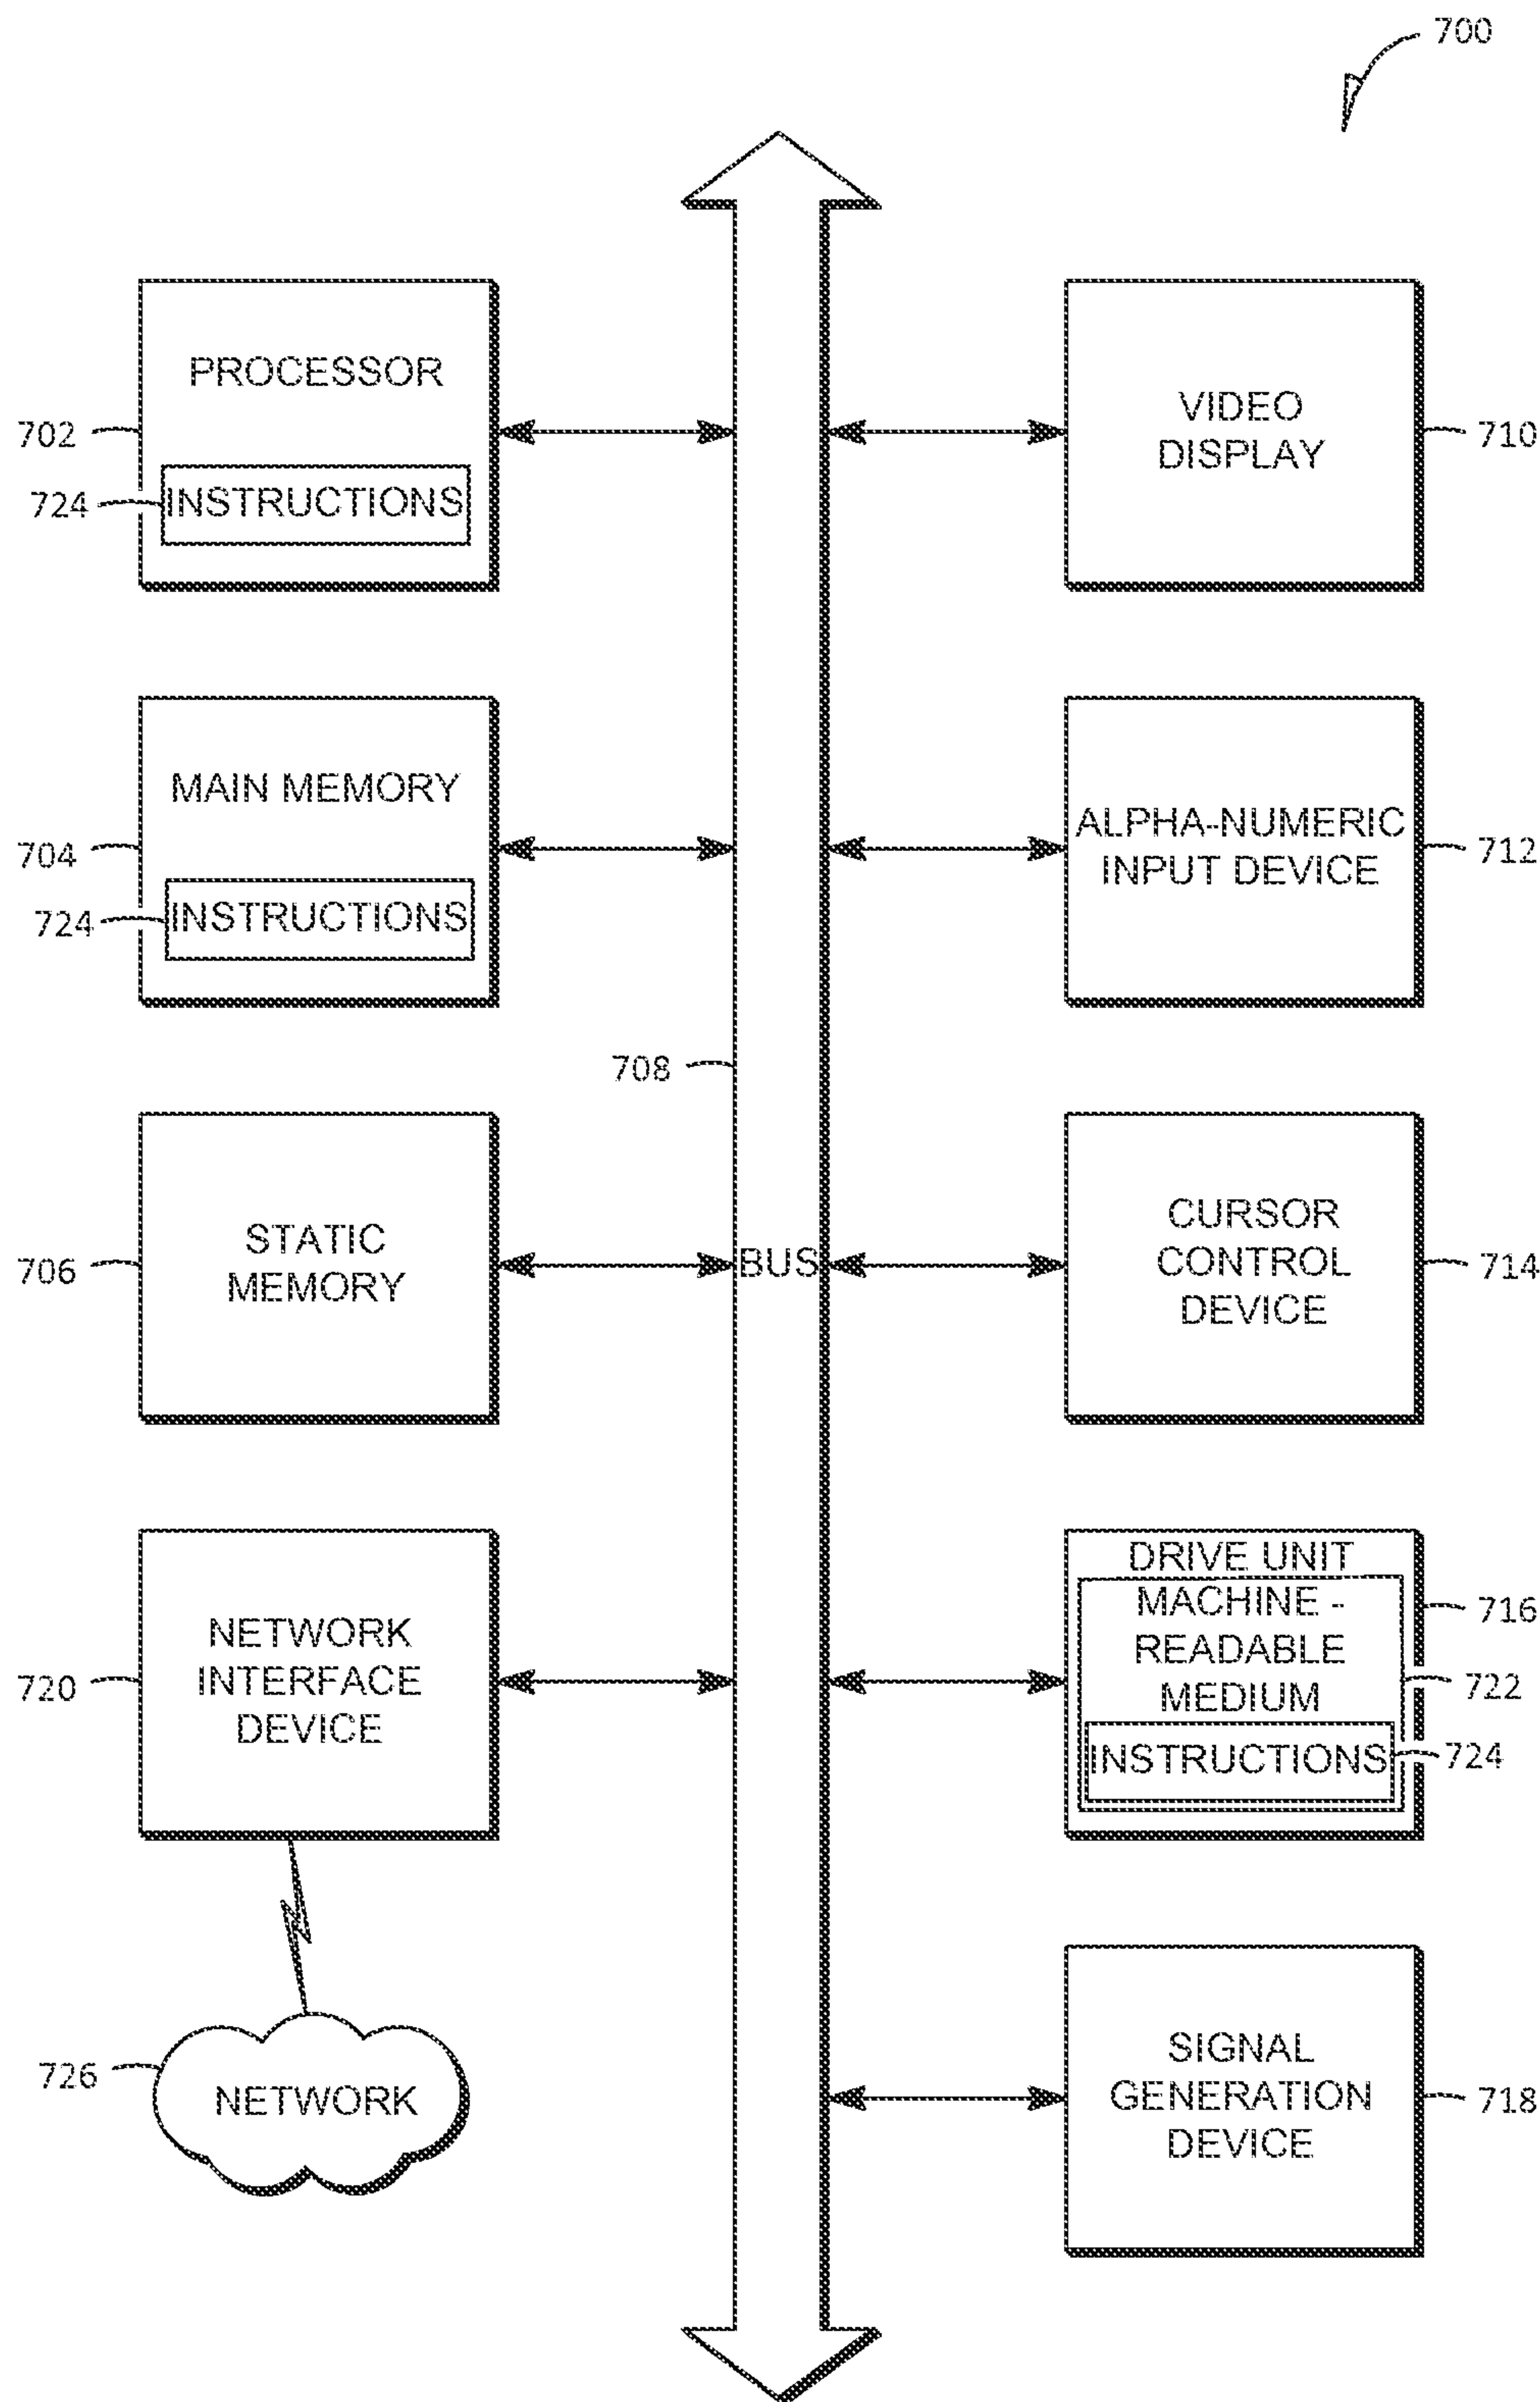 700
PROCESSOR
702
724
INSTRUCTIONS
VIDEO
DISPLAY
710
MAIN MEMORY
704
724
INSTRUCTIONS
ALPHA-NUMERIC
INPUT DEVICE
712
708
STATIC
MEMORY
706
BUS
CURSOR
CONTROL
DEVICE
714
NETWORK
INTERFACE
DEVICE
720
DRIVE UNIT
716
MACHINE -
READABLE
MEDIUM
722
INSTRUCTIONS
724
726
NETWORK
SIGNAL
GENERATION
DEVICE
718